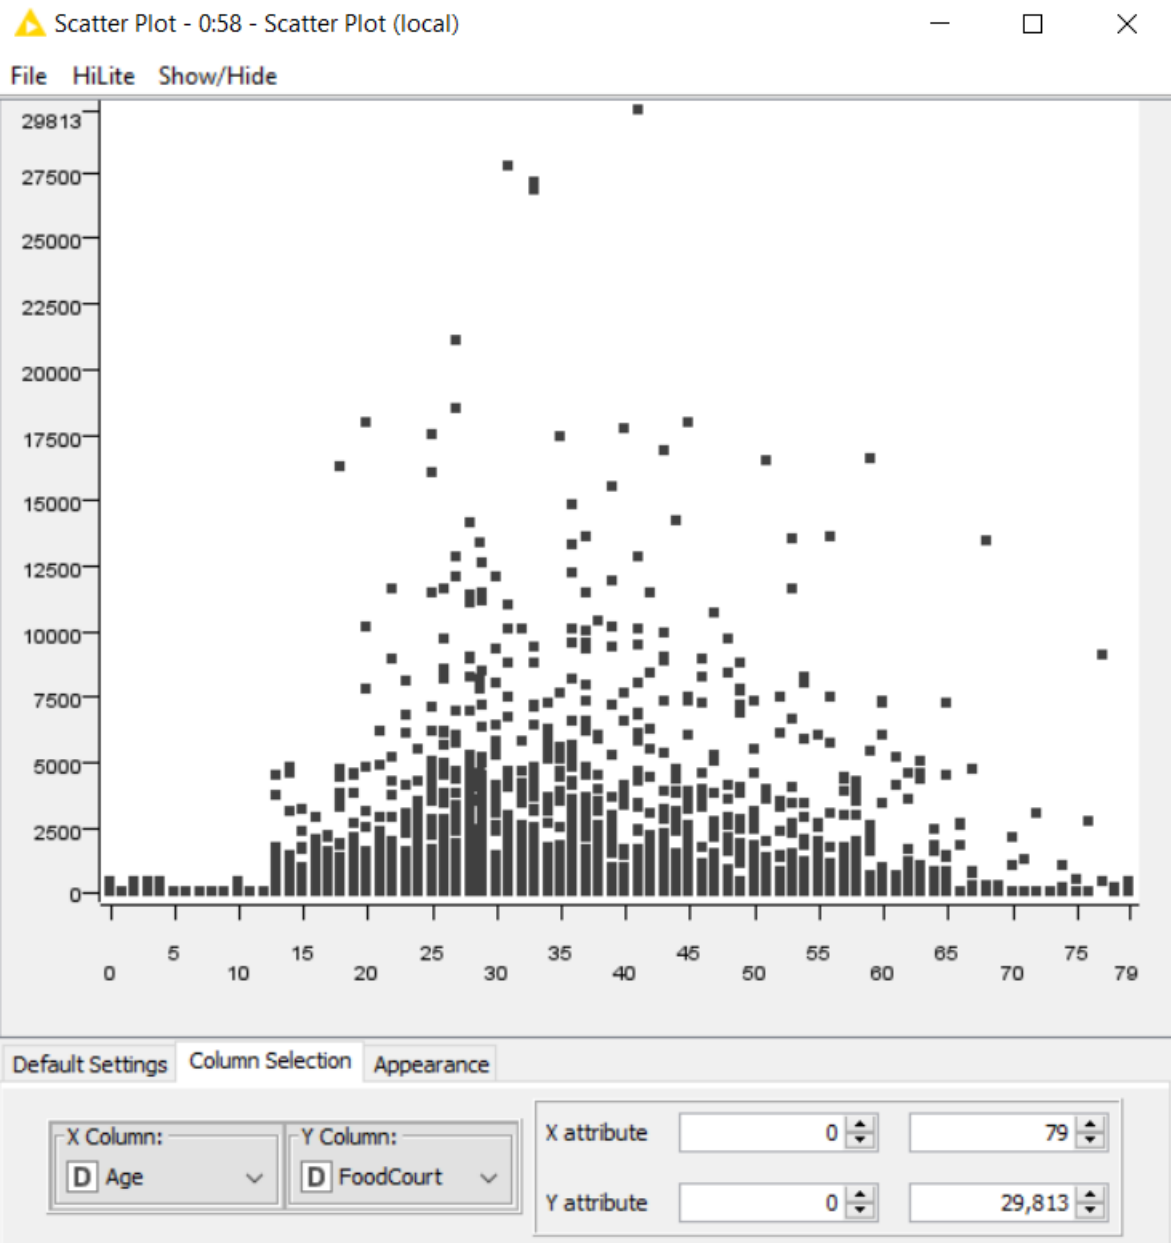 Scatter Plot - 0:58 - Scatter Plot (local)
File HiLite Show/Hide
29813
27500
25000
22500
20000
17500
15000
12500
10000
7500
5000
2500
0
5 15 25 35 45 55 65 75
0 10 20 30 40 50 60 70 79
Default Settings Column Selection Appearance
X Column: Y Column:
D Age D FoodCourt
X attribute 0 79
Y attribute 0 29,813